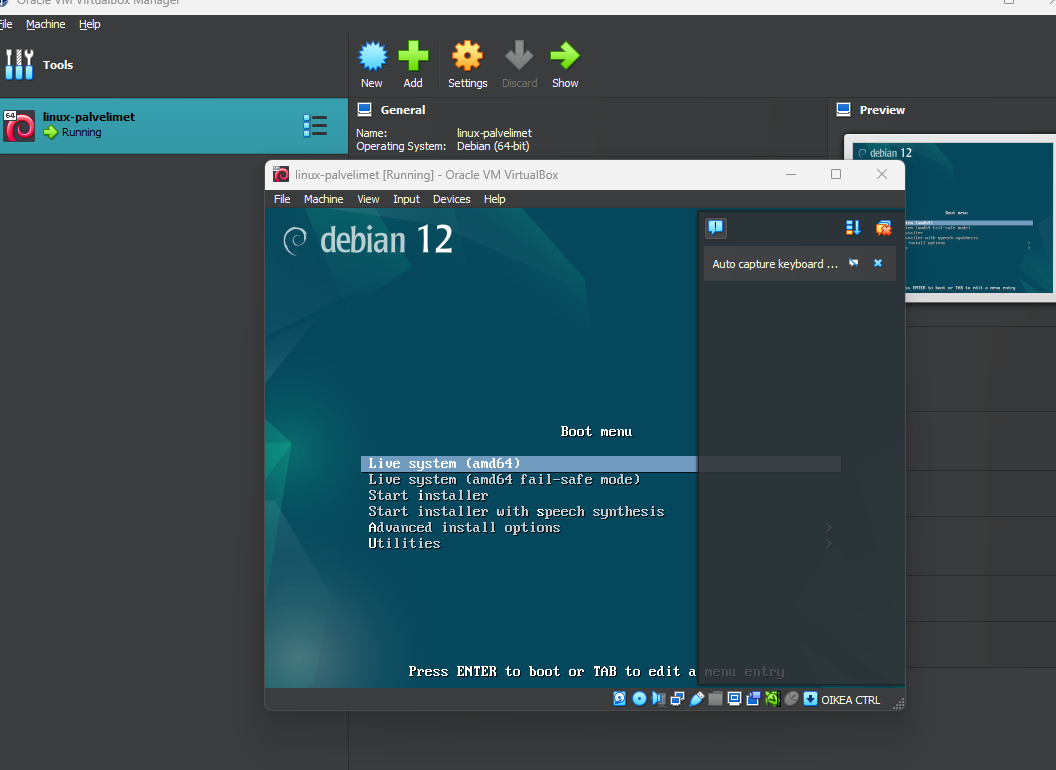 Oracle VM VirtualBox Manager
File Machine Help
Tools
New Add Settings Discard Show
64
linux-palvelimet
Running
General
Name: linux-palvelimet
Operating System: Debian (64-bit)
Preview
debian 12
Boot menu
linux-palvelimet [Running] - Oracle VM VirtualBox
File Machine View Input Devices Help
debian 12
Auto capture keyboard ...
Boot menu
Live system (amd64)
Live system (amd64 fail-safe mode)
Start installer
Start installer with speech synthesis
Advanced install options
Utilities
Press ENTER to boot or TAB to edit a menu entry
OIKEA CTRL